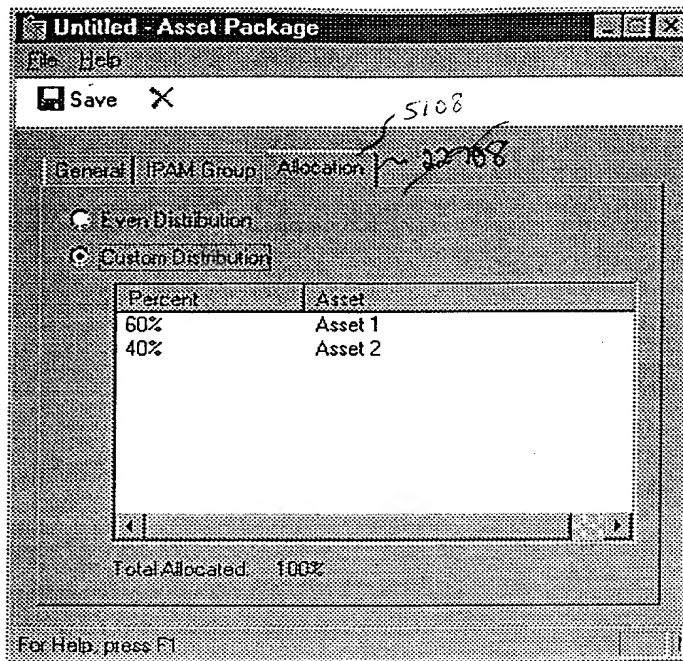 Untitled - Asset Package
File Help
Save
5108
General IPAM Group Allocation
Even Distribution
Custom Distribution
Percent Asset
60% Asset 1
40% Asset 2
Total Allocated: 100%
For Help, press F1